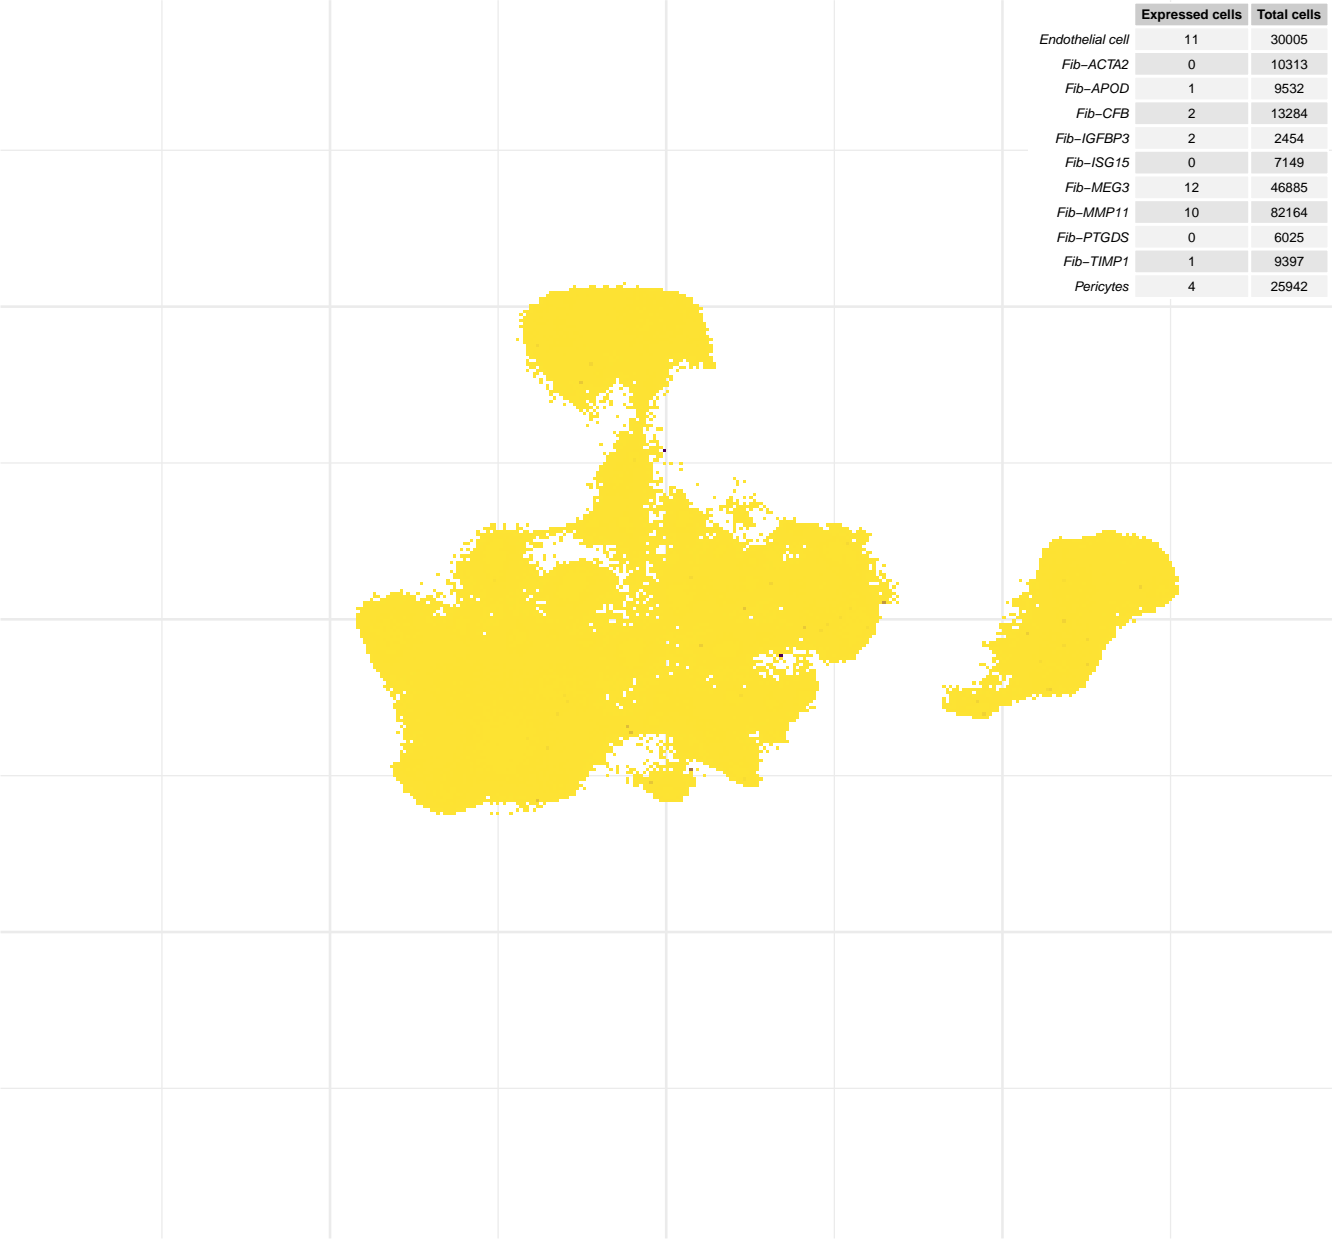 Expressed cells Total cells
Endothelial cell 11 30005
Fib−ACTA2 0 10313
Fib−APOD 1 9532
Fib−CFB 2 13284
Fib−IGFBP3 2 2454
Fib−ISG15 0 7149
Fib−MEG3 12 46885
Fib−MMP11 10 82164
Fib−PTGDS 0 6025
Fib−TIMP1 1 9397
Pericytes 4 25942